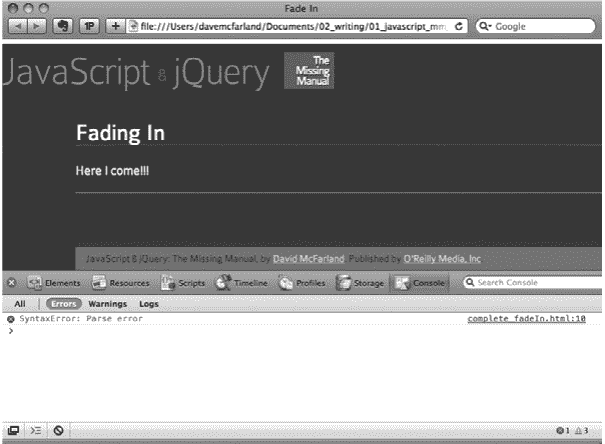 Fade In
1P
+
file:///Users/davemcfarland/Documents/02_writing/01_javascript_mm
Google
JavaScript & jQuery
The
Missing
Manual
Fading In
Here I come!!!
JavaScript & jQuery: The Missing Manual, by David McFarland. Published by O'Reilly Media, Inc
Elements Resources Scripts Timeline Profiles Storage Console Search Console
All Errors Warnings Logs
SyntaxError: Parse error complete_fadeIn.html:10
>
1 3